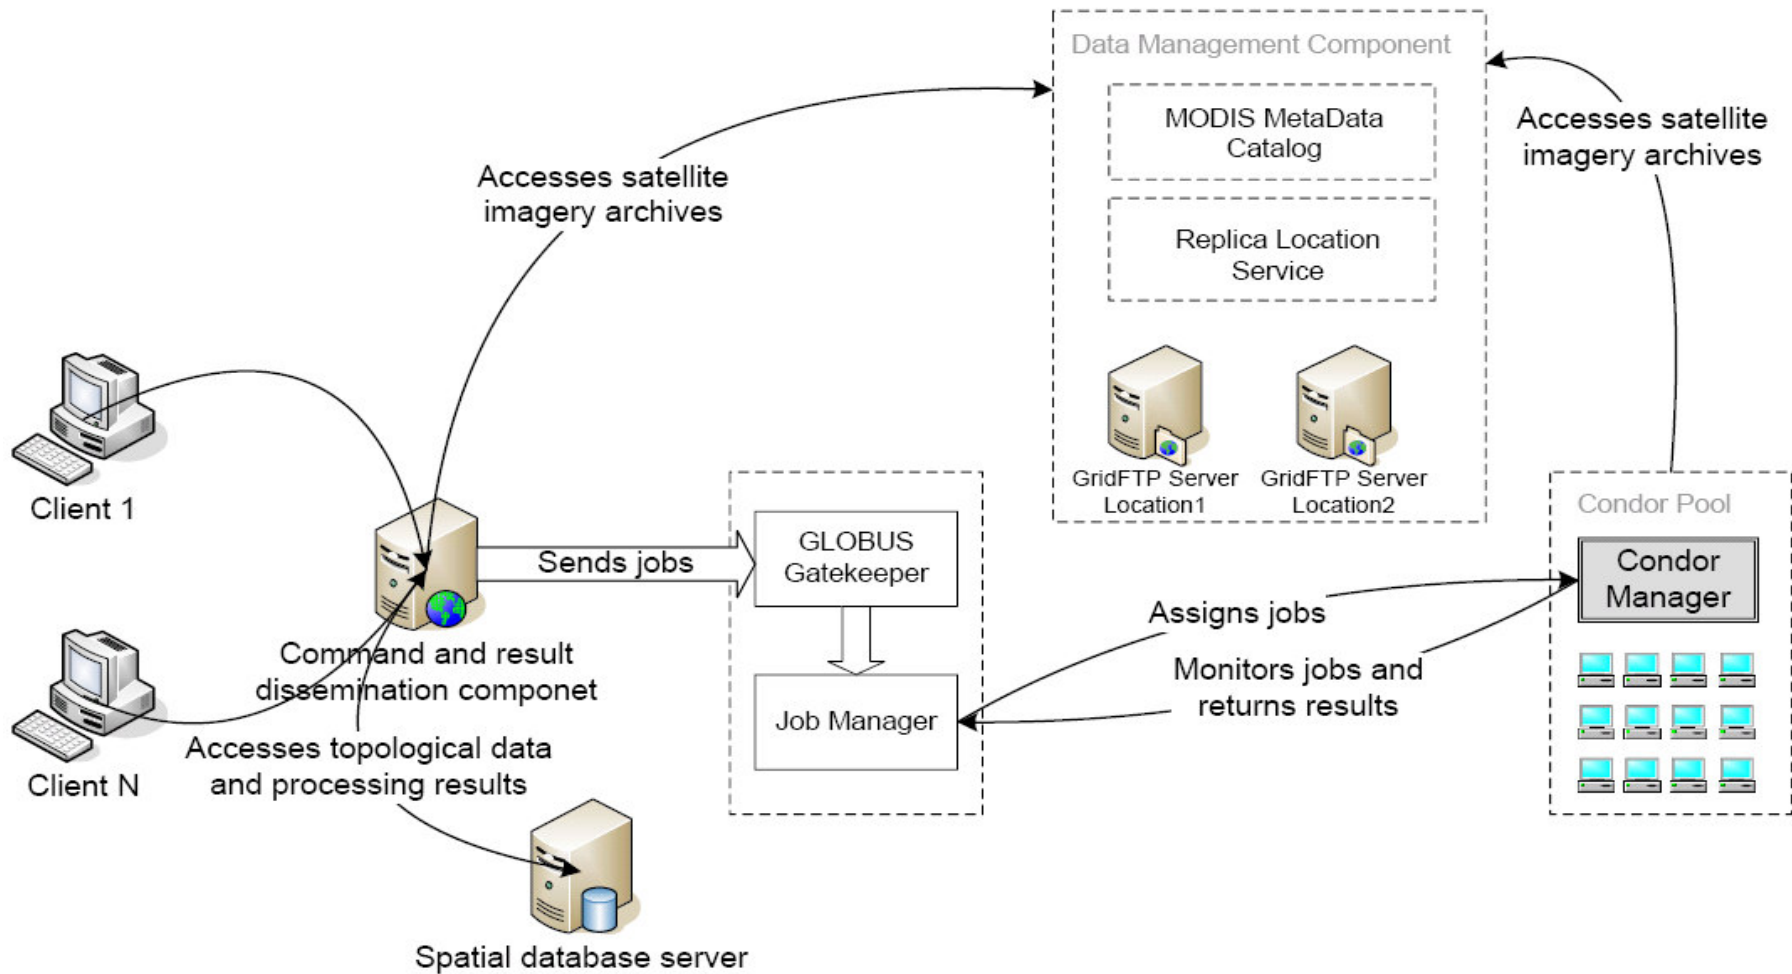 Data Management Component
MODIS MetaData
Catalog
Replica Location
Service
GridFTP Server
Location1
GridFTP Server
Location2
Accesses satellite
imagery archives
Accesses satellite
imagery archives
Client 1
Client N
Command and result
dissemination componet
Sends jobs
GLOBUS
Gatekeeper
Job Manager
Assigns jobs
Monitors jobs and
returns results
Condor Pool
Condor
Manager
Accesses topological data
and processing results
Spatial database server